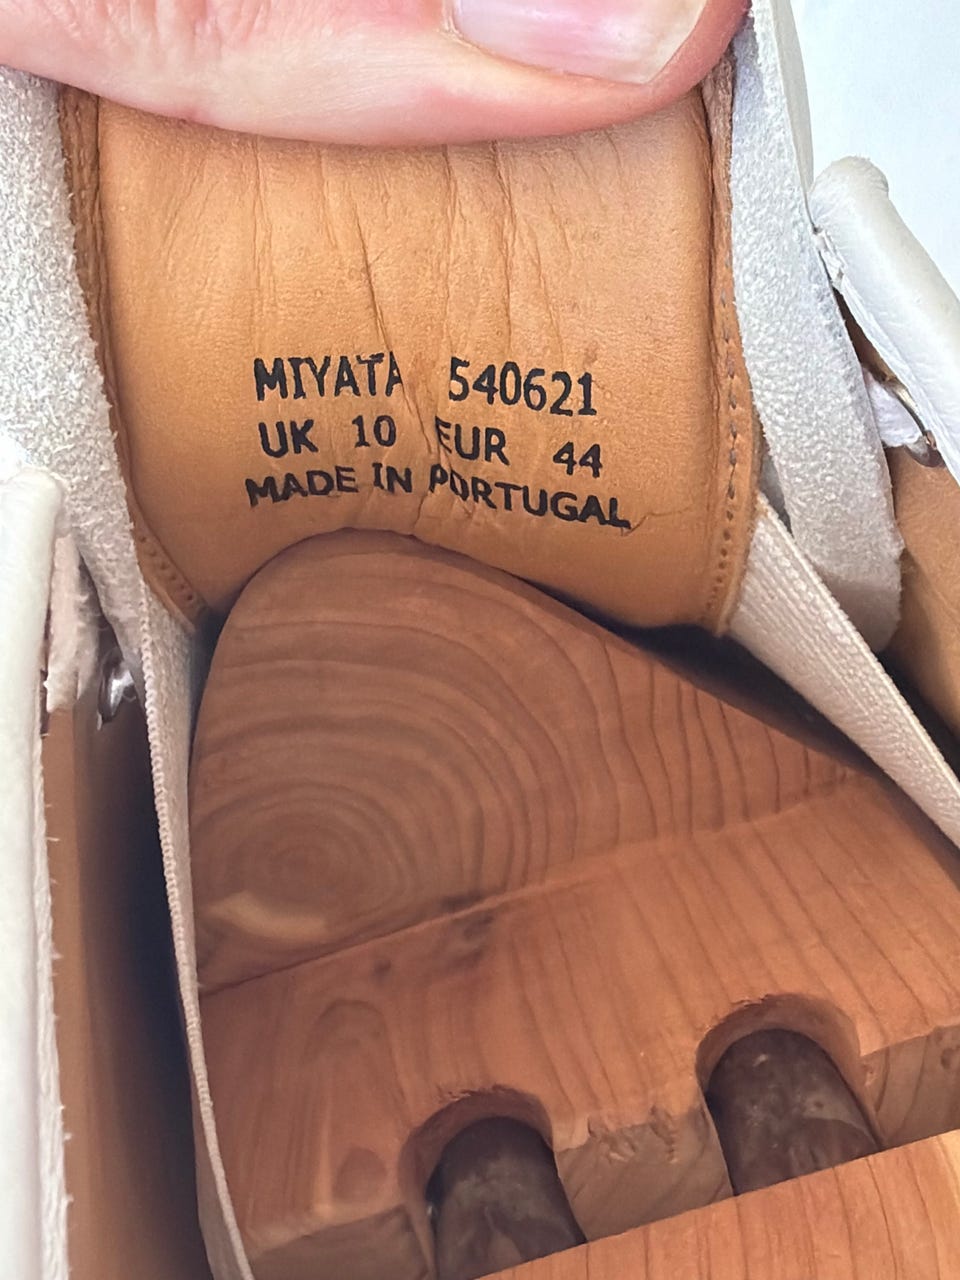 MIYATA 540621
UK 10 EUR 44
MADE IN PORTUGAL